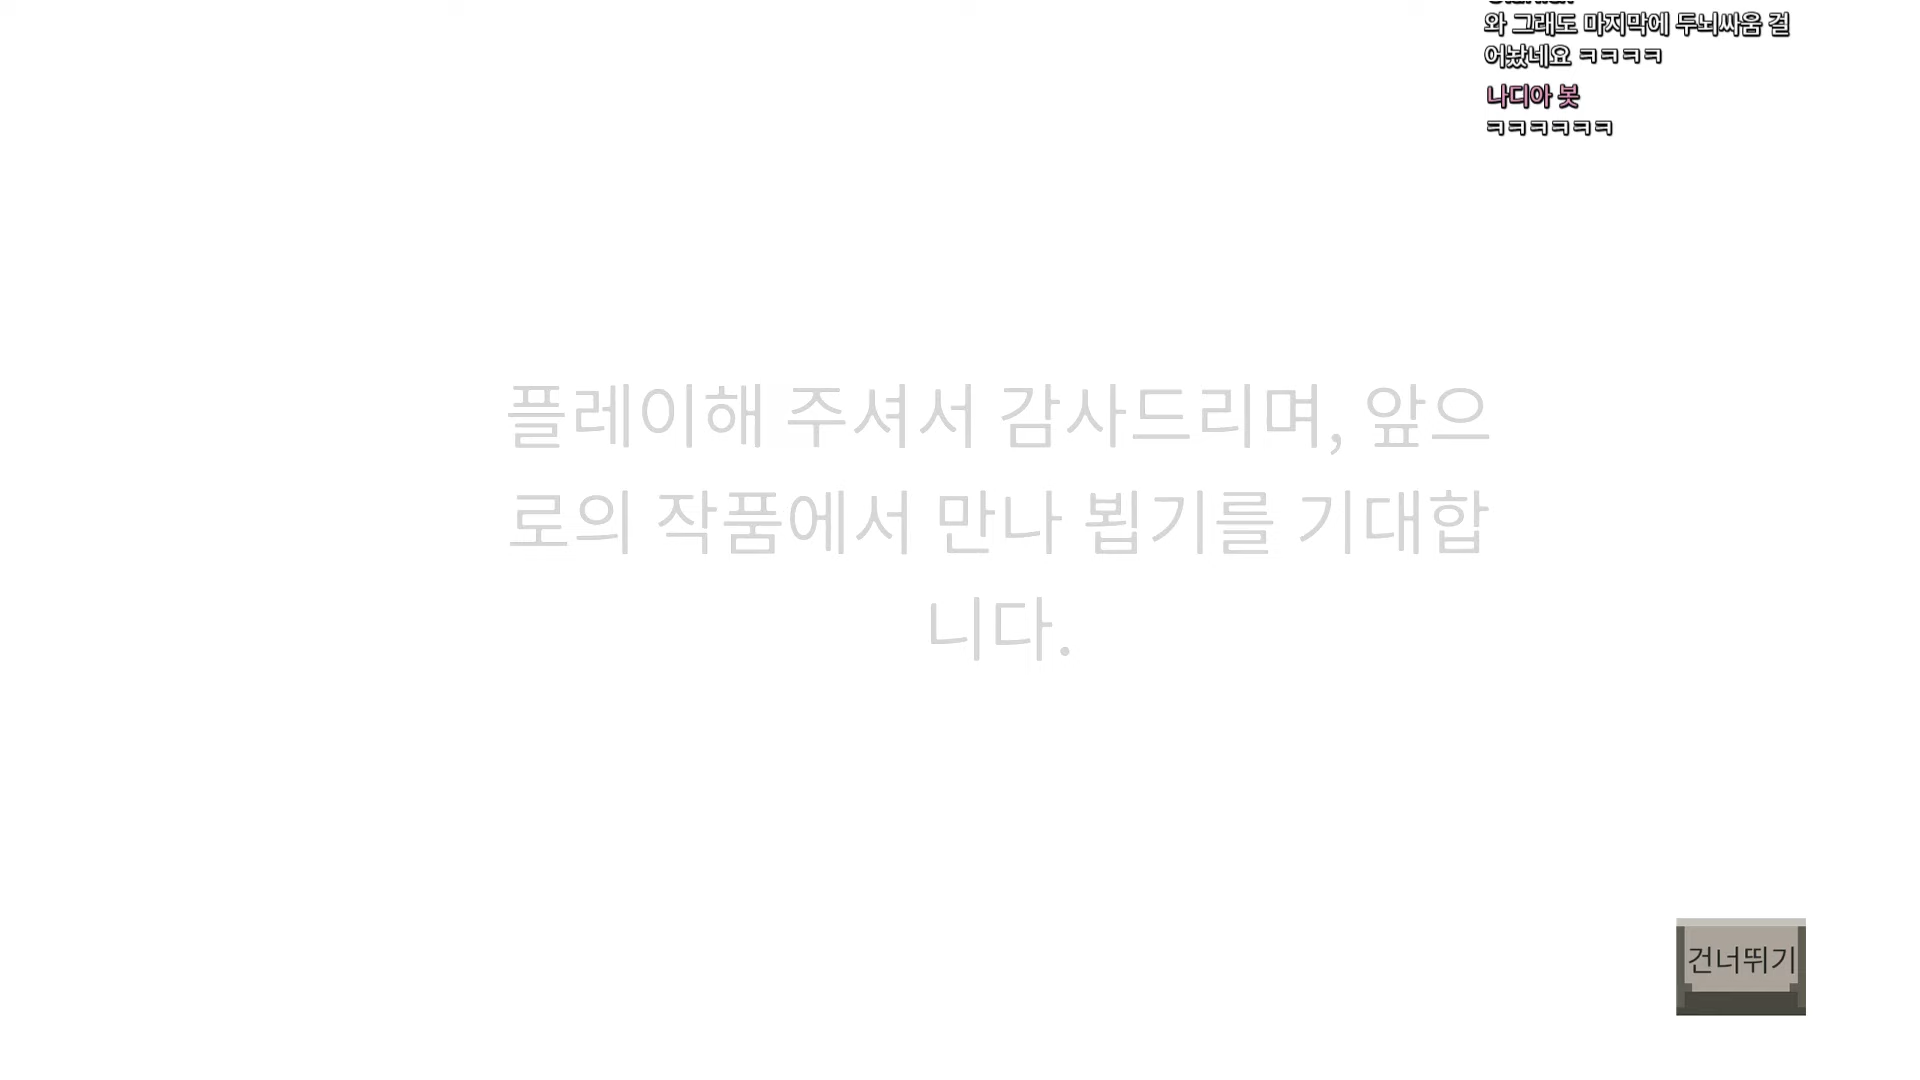 와 그래도 마지막에 두뇌싸움 걸
어놨네요 ㅋㅋㅋㅋ
나디아 봇
ㅋㅋㅋㅋㅋㅋ
플레이해 주셔서 감사드리며, 앞으
로의 작품에서 만나 뵙기를 기대합
니다.
건너뛰기